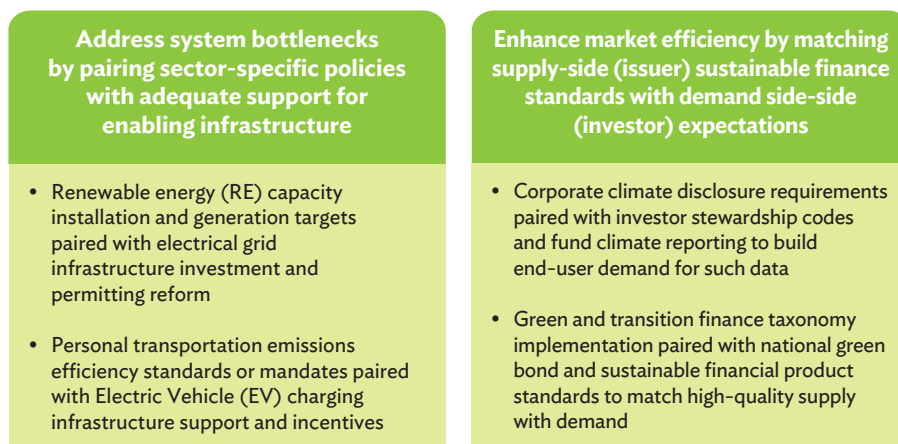 Address system bottlenecks
by pairing sector-specific policies
with adequate support for
enabling infrastructure
• Renewable energy (RE) capacity
installation and generation targets
paired with electrical grid
infrastructure investment and
permitting reform
• Personal transportation emissions
efficiency standards or mandates paired
with Electric Vehicle (EV) charging
infrastructure support and incentives
Enhance market efficiency by matching
supply-side (issuer) sustainable finance
standards with demand side-side
(investor) expectations
• Corporate climate disclosure requirements
paired with investor stewardship codes
and fund climate reporting to build
end-user demand for such data
• Green and transition finance taxonomy
implementation paired with national green
bond and sustainable financial product
standards to match high-quality supply
with demand